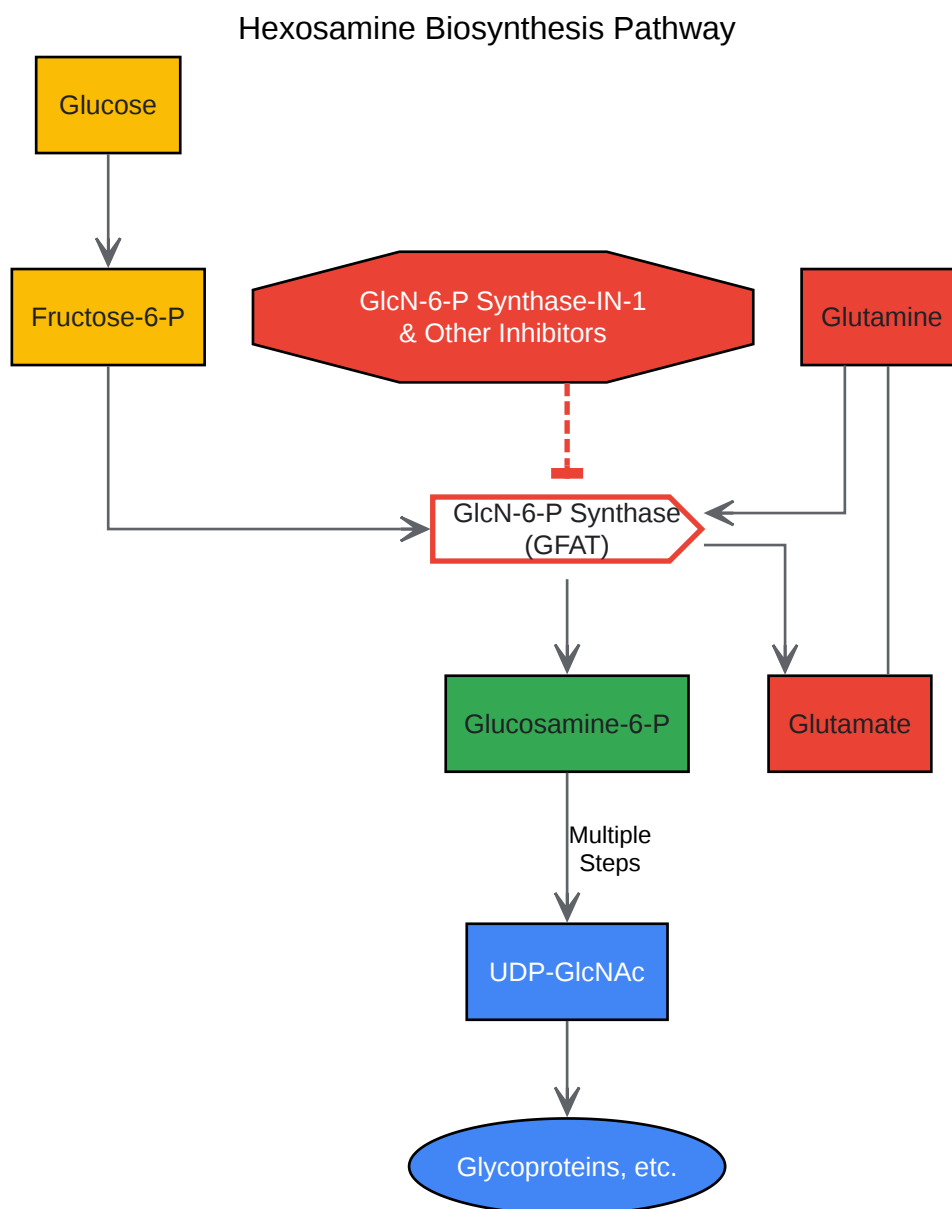 Hexosamine Biosynthesis Pathway
Glucose
Fructose-6-P
GlcN-6-P Synthase-IN-1
& Other Inhibitors
Glutamine
GlcN-6-P Synthase
(GFAT)
Glucosamine-6-P
Glutamate
Multiple
Steps
UDP-GlcNAc
Glycoproteins, etc.